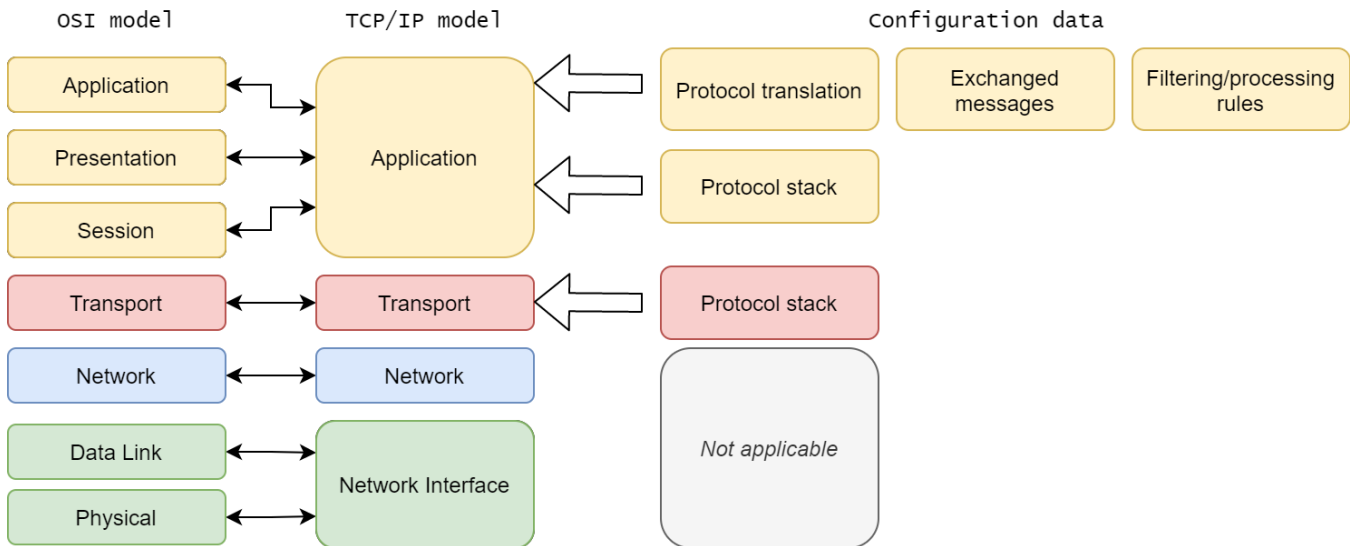 OSI model
TCP/IP model
Configuration data
Application
Presentation
Session
Transport
Network
Data Link
Physical
Application
Transport
Network
Network Interface
Protocol translation
Exchanged
messages
Filtering/processing
rules
Protocol stack
Protocol stack
Not applicable